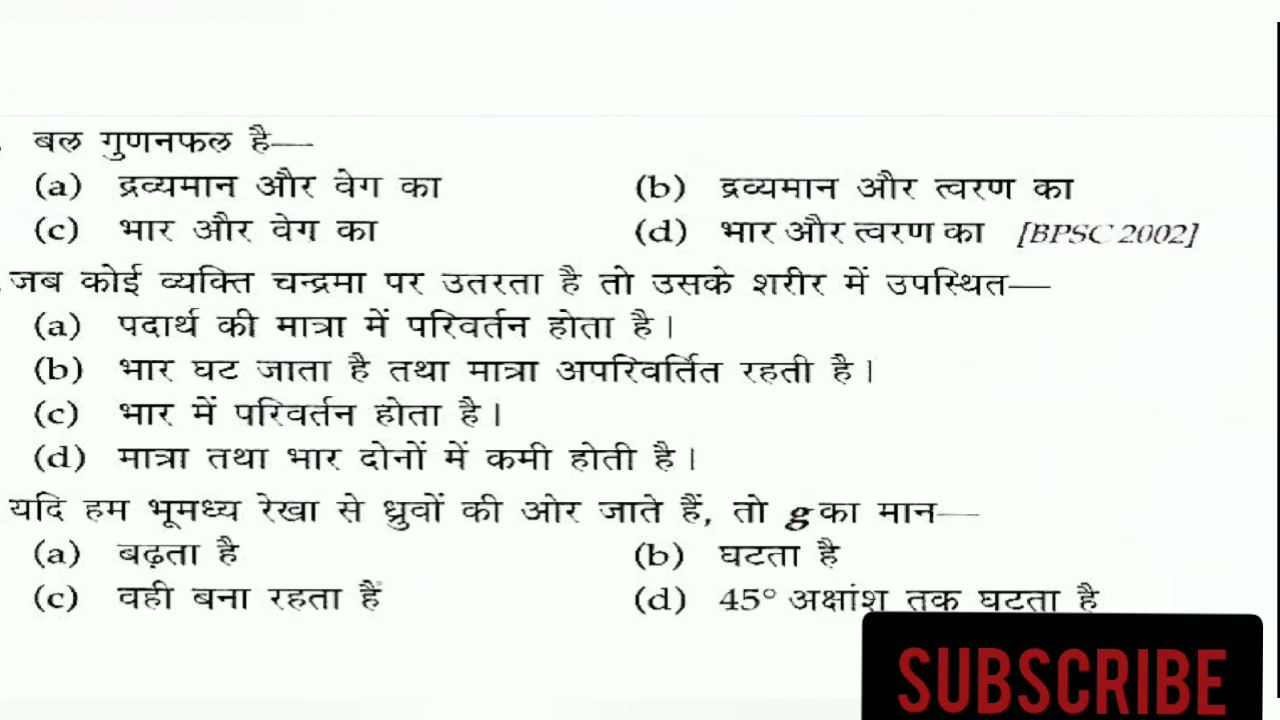 . बल गुणनफल है—
(a) द्रव्यमान और वेग का (b) द्रव्यमान और त्वरण का
(c) भार और वेग का (d) भार और त्वरण का [BPSC 2002]
. जब कोई व्यक्ति चन्द्रमा पर उतरता है तो उसके शरीर में उपस्थित—
(a) पदार्थ की मात्रा में परिवर्तन होता है।
(b) भार घट जाता है तथा मात्रा अपरिवर्तित रहती है।
(c) भार में परिवर्तन होता है।
(d) मात्रा तथा भार दोनों में कमी होती है।
यदि हम भूमध्य रेखा से ध्रुवों की ओर जाते हैं, तो g का मान—
(a) बढ़ता है (b) घटता है
(c) वही बना रहता हैं (d) 45° अक्षांश तक घटता है
SUBSCRIBE